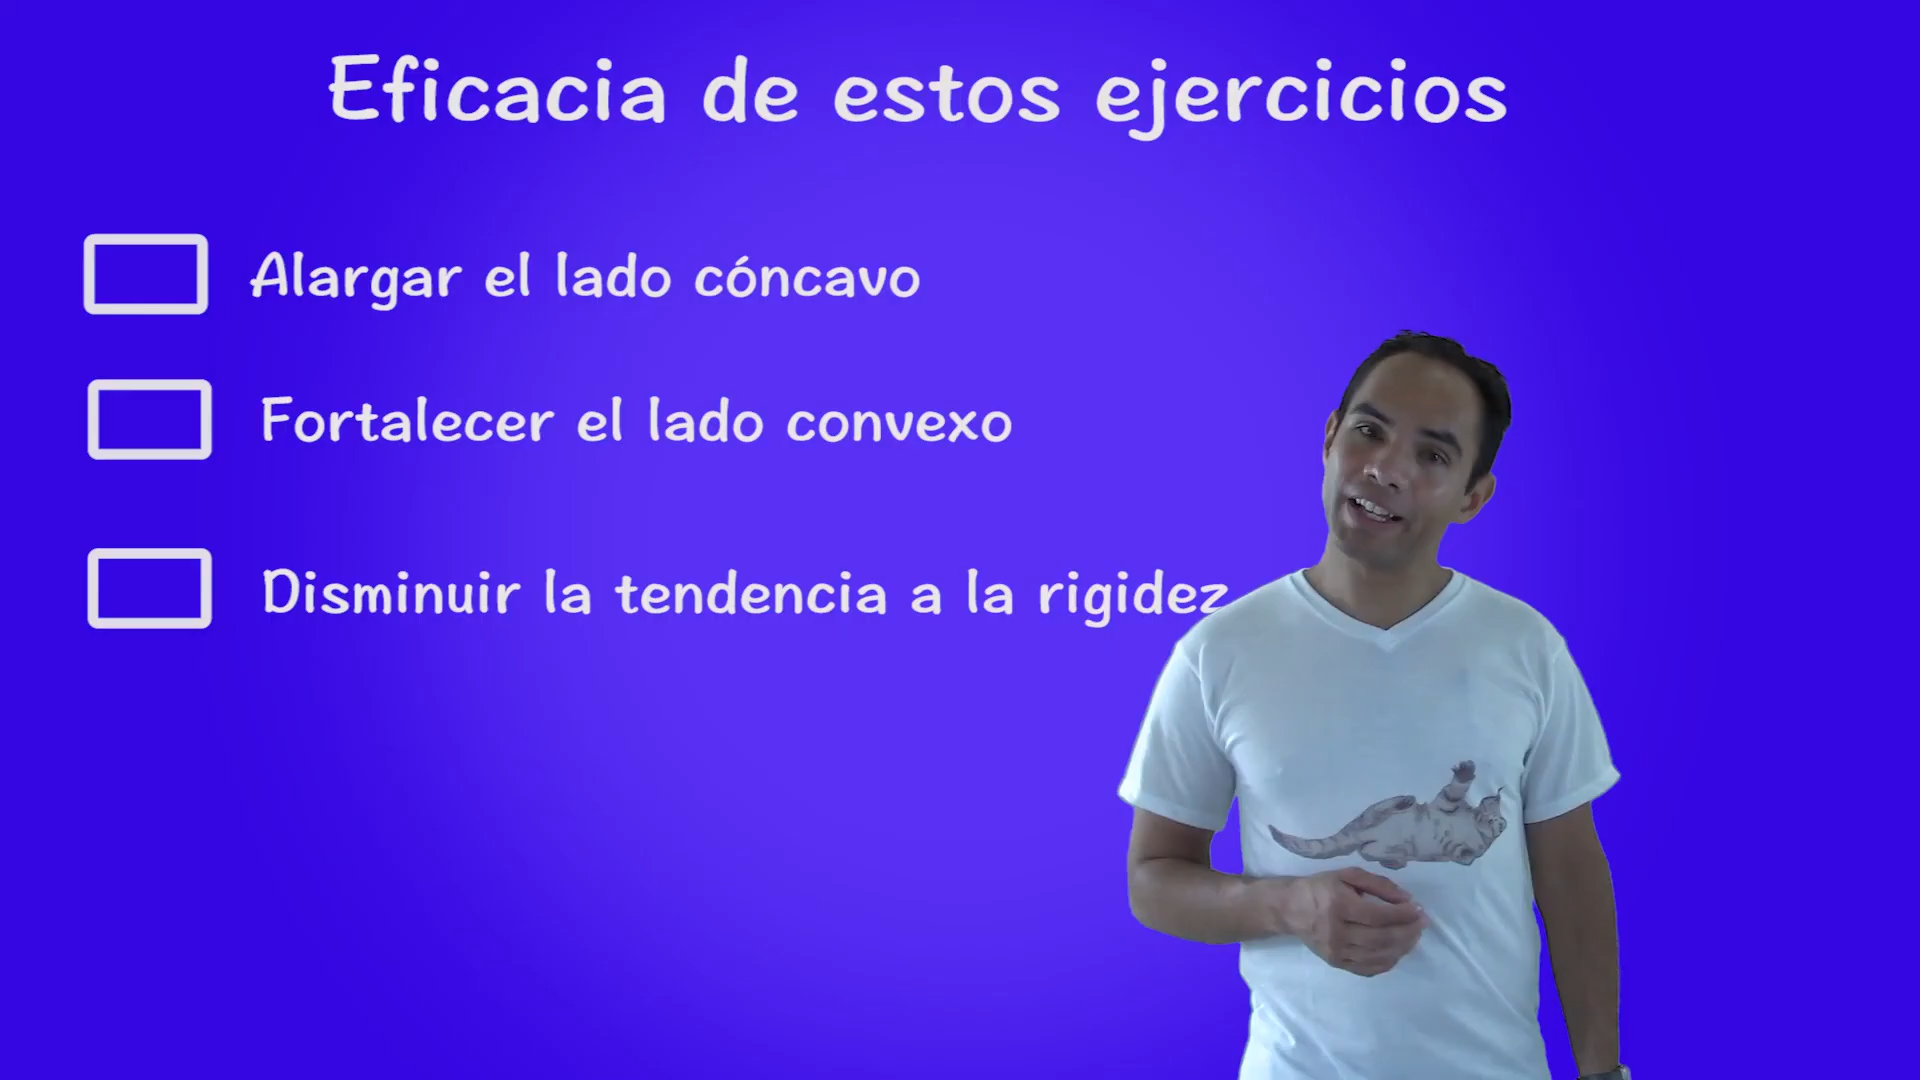 Eficacia de estos ejercicios
Alargar el lado cóncavo
Fortalecer el lado convexo
Disminuir la tendencia a la rigidez